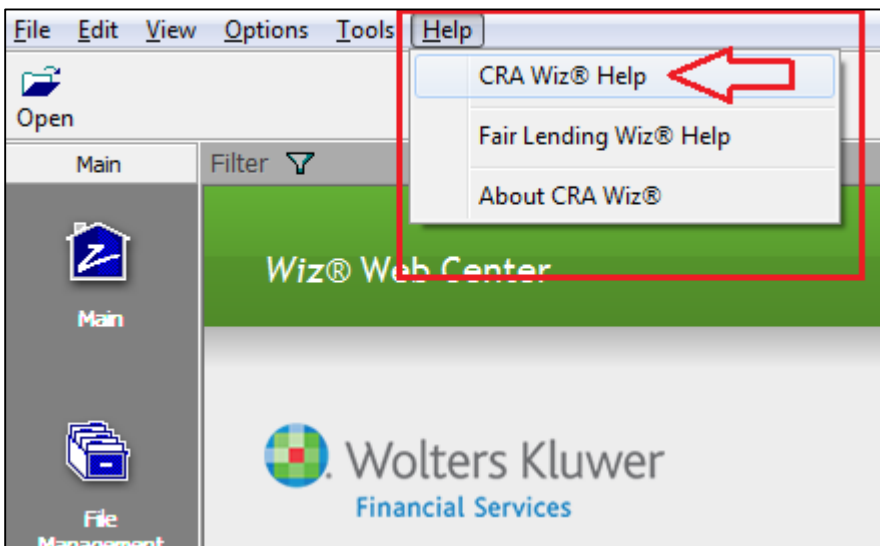 File Edit View Options Tools Help
CRA Wiz® Help
Open
Fair Lending Wiz® Help
Main Filter
About CRA Wiz®
Wiz® Web Center
Main
Wolters Kluwer
Financial Services
File
Management